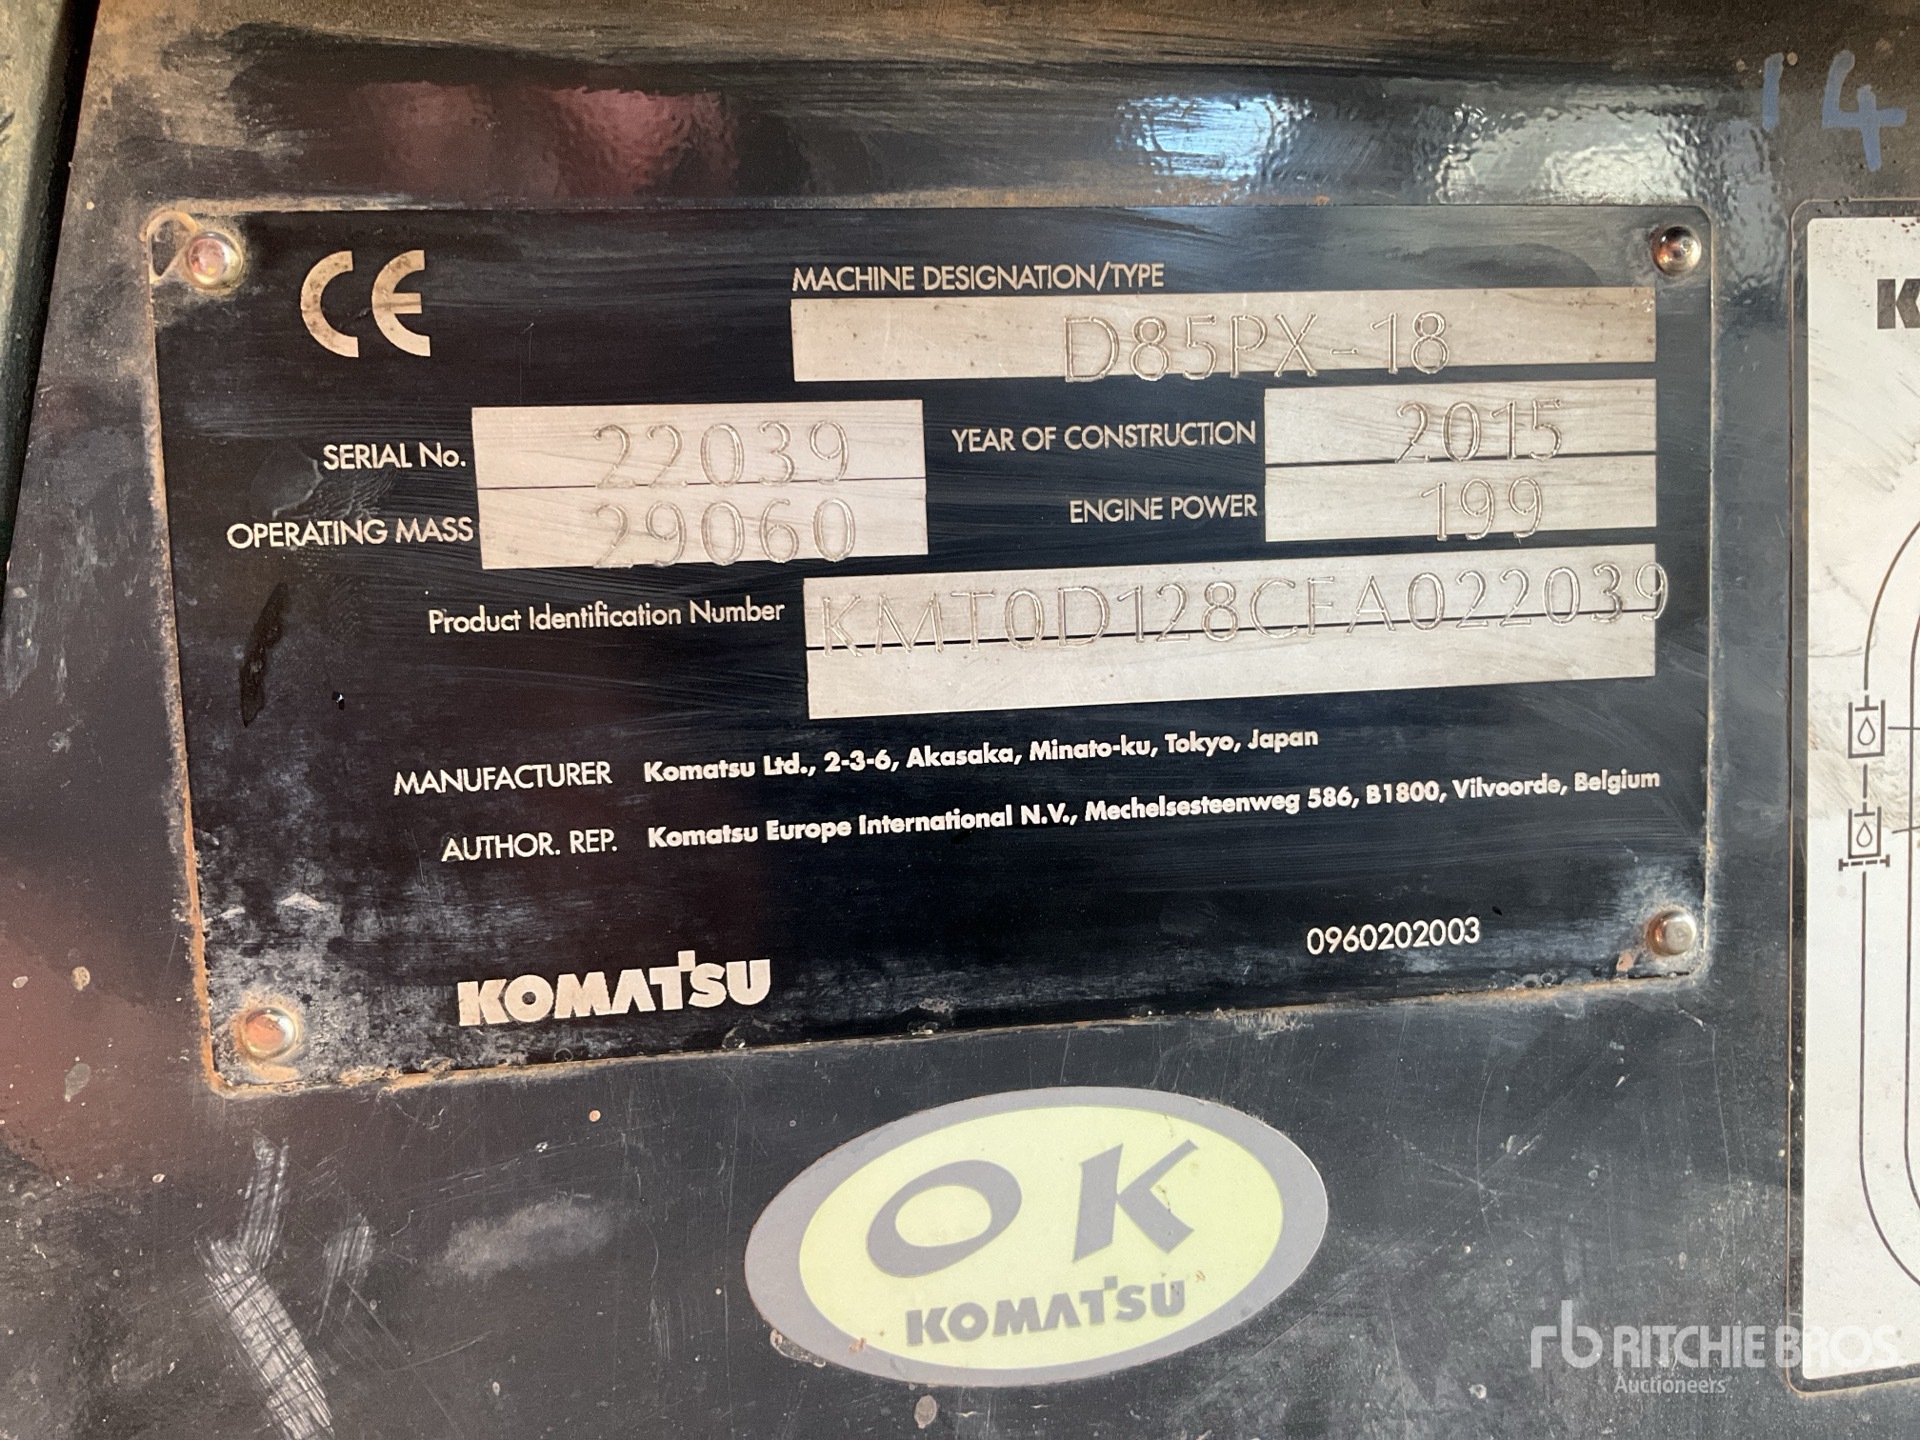 14
CE
MACHINE DESIGNATION/TYPE
D85PX-18
SERIAL No. 22039
YEAR OF CONSTRUCTION 2015
OPERATING MASS 29060
ENGINE POWER 199
Product Identification Number KMT0D128CFA022039
MANUFACTURER Komatsu Ltd., 2-3-6, Akasaka, Minato-ku, Tokyo, Japan
AUTHOR. REP. Komatsu Europe International N.V., Mechelsesteenweg 586, B1800, Vilvoorde, Belgium
0960202003
KOMATSU
OK
KOMATSU
K
rb RITCHIE BROS
Auctioneers